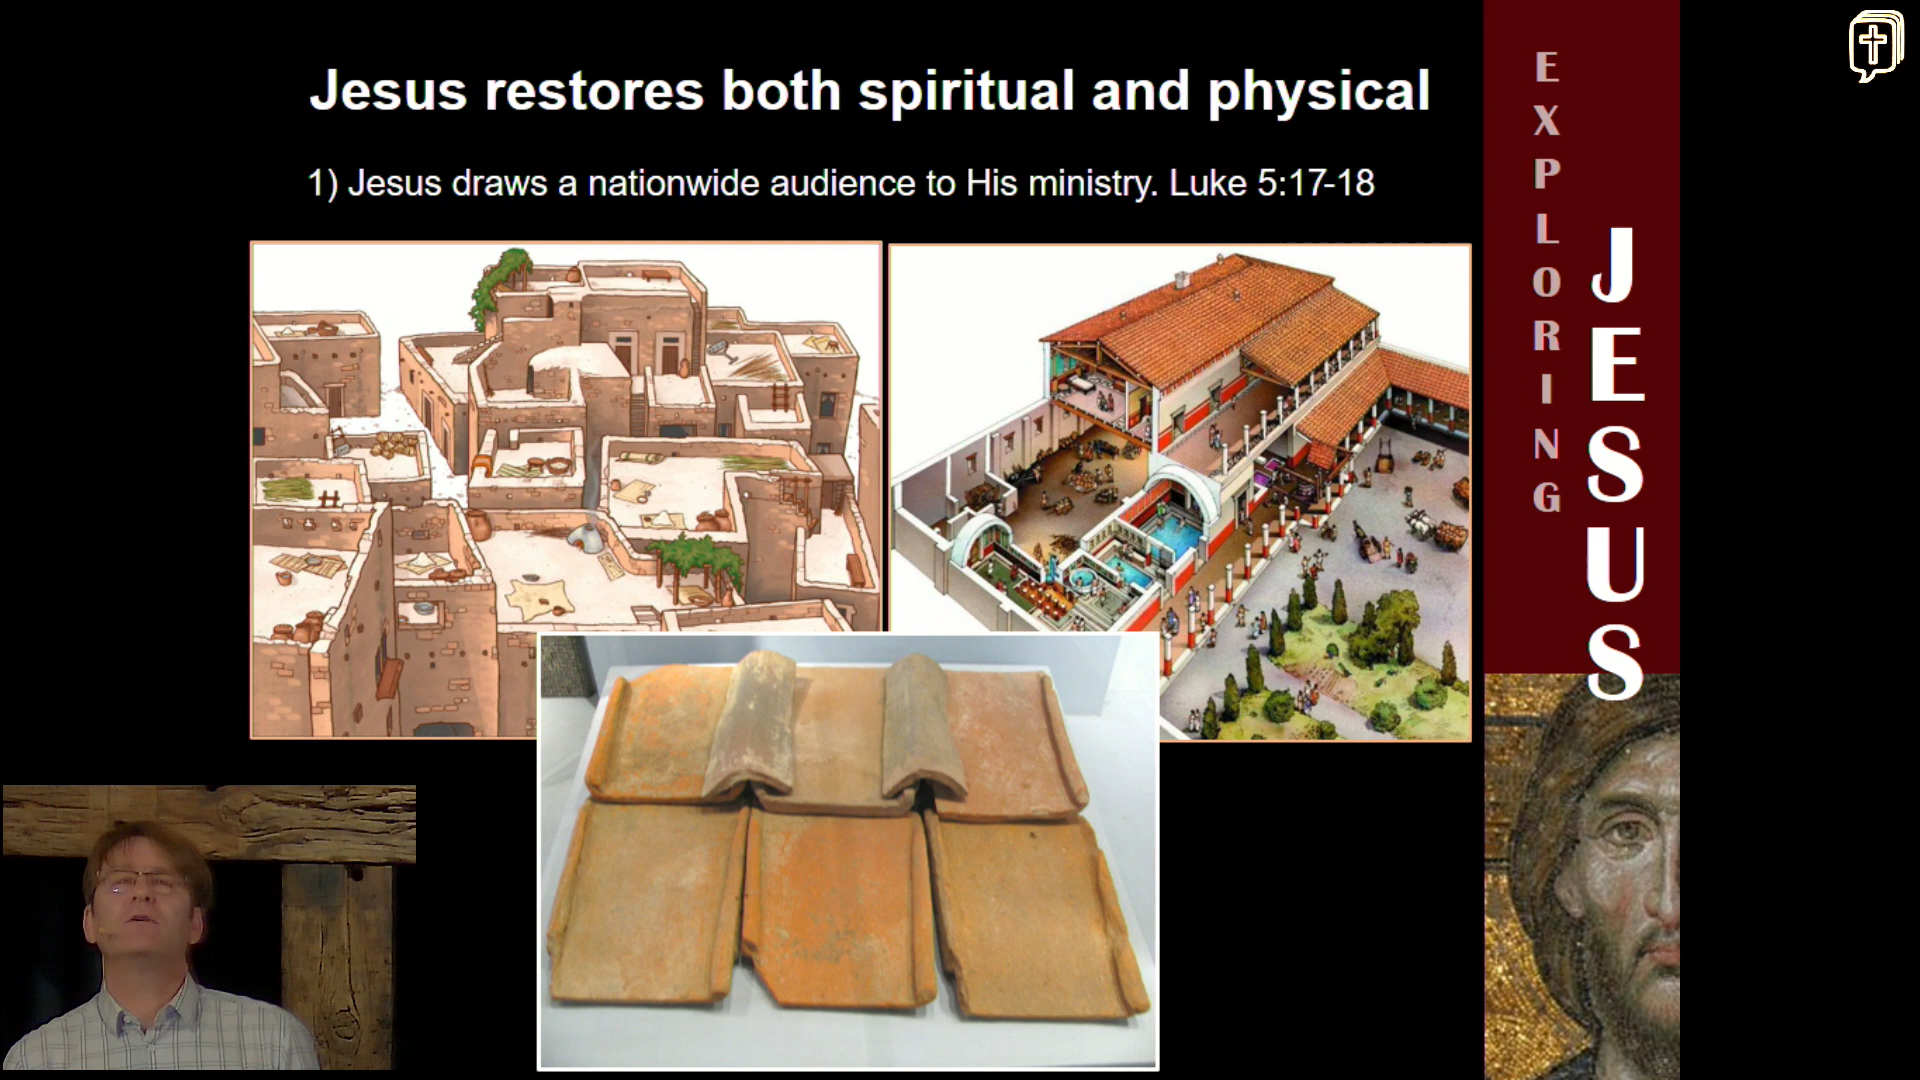 Jesus restores both spiritual and physical
1) Jesus draws a nationwide audience to His ministry. Luke 5:17-18
EXPLORING
JESUS